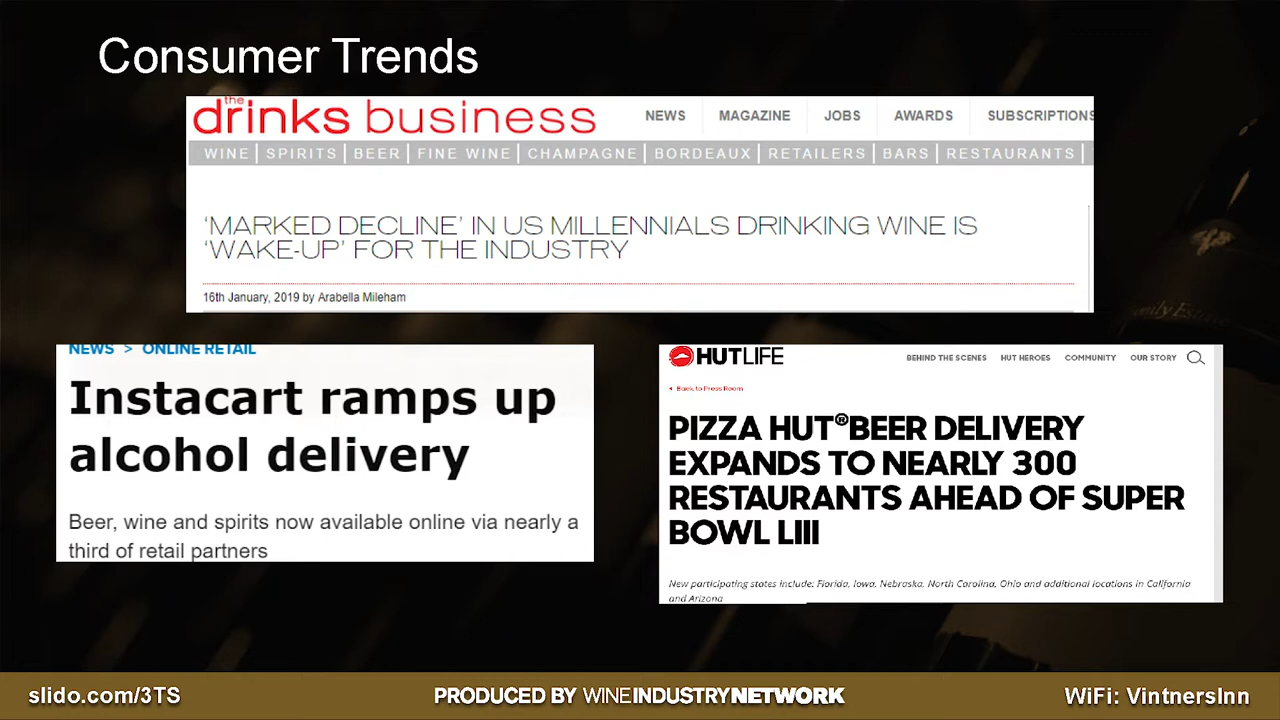 Consumer Trends
the
drinks business
NEWS MAGAZINE JOBS AWARDS SUBSCRIPTIONS
WINE SPIRITS BEER FINE WINE CHAMPAGNE BORDEAUX RETAILERS BARS RESTAURANTS
‘MARKED DECLINE’ IN US MILLENNIALS DRINKING WINE IS
‘WAKE-UP’ FOR THE INDUSTRY
16th January, 2019 by Arabella Mileham
NEWS > ONLINE RETAIL
Instacart ramps up
alcohol delivery
Beer, wine and spirits now available online via nearly a
third of retail partners
HUTLIFE
BEHIND THE SCENES HUT HEROES COMMUNITY OUR STORY
Back to Press Room
PIZZA HUT® BEER DELIVERY
EXPANDS TO NEARLY 300
RESTAURANTS AHEAD OF SUPER
BOWL LIII
New participating states include: Florida, Iowa, Nebraska, North Carolina, Ohio and additional locations in California
and Arizona
slido.com/3TS
PRODUCED BY WINEINDUSTRYNETWORK
WiFi: VintnersInn